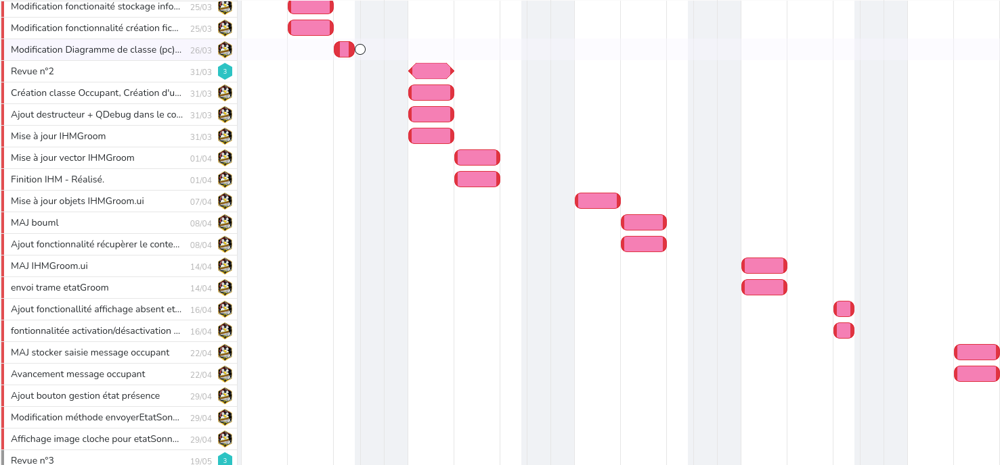 Modification fonctionaité stockage info... 25/03
Modification fonctionnalité création fic... 25/03
Modification Diagramme de classe (pc)... 26/03
Revue n°2 31/03 3
Création classe Occupant, Création d'u... 31/03
Ajout destructeur + QDebug dans le co... 31/03
Mise à jour IHMGroom 31/03
Mise à jour vector IHMGroom 01/04
Finition IHM - Réalisé. 01/04
Mise à jour objets IHMGroom.ui 07/04
MAJ bouml 08/04
Ajout fonctionnalité récupèrer le conte... 08/04
MAJ IHMGroom.ui 14/04
envoi trame etatGroom 14/04
Ajout fonctionallité affichage absent et... 16/04
fontionnalitée activation/désactivation ... 16/04
MAJ stocker saisie message occupant 22/04
Avancement message occupant 22/04
Ajout bouton gestion état présence 29/04
Modification méthode envoyerEtatSon... 29/04
Affichage image cloche pour etatSonn... 29/04
Revue n°3 19/05 3